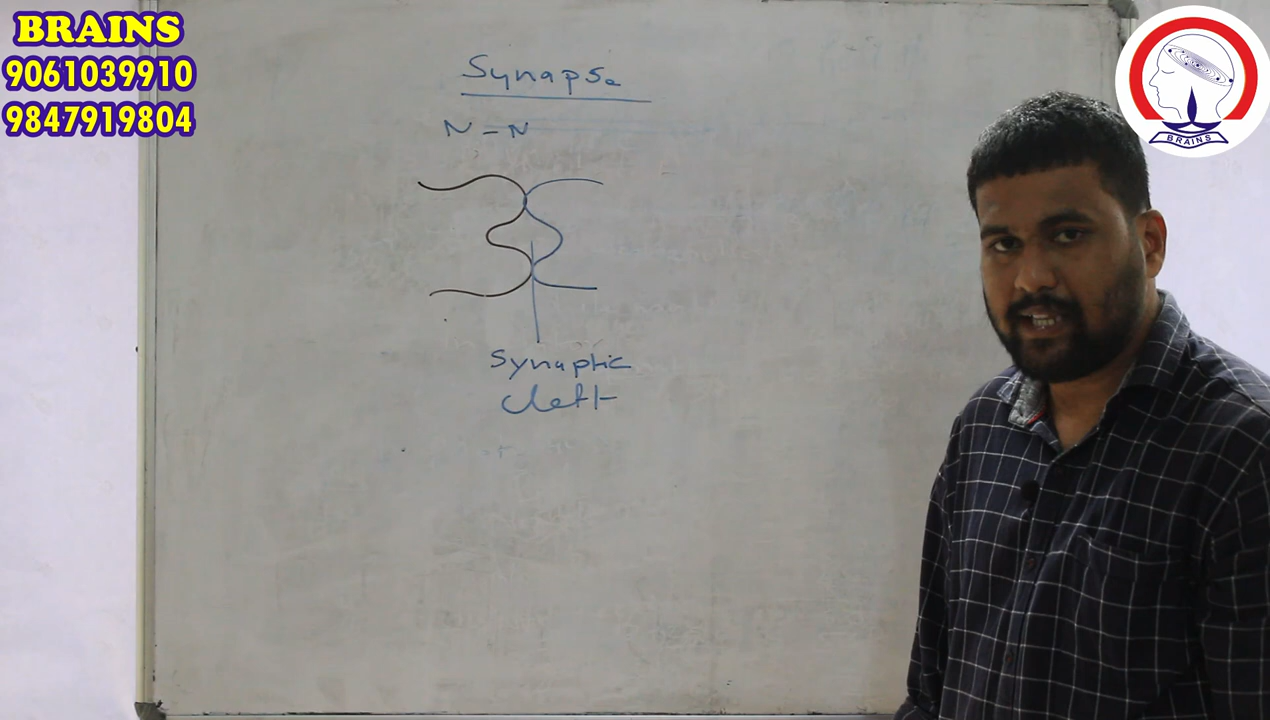 BRAINS
9061039910
9847919804
BRAINS
Synapse
N - N
Synaptic
cleft